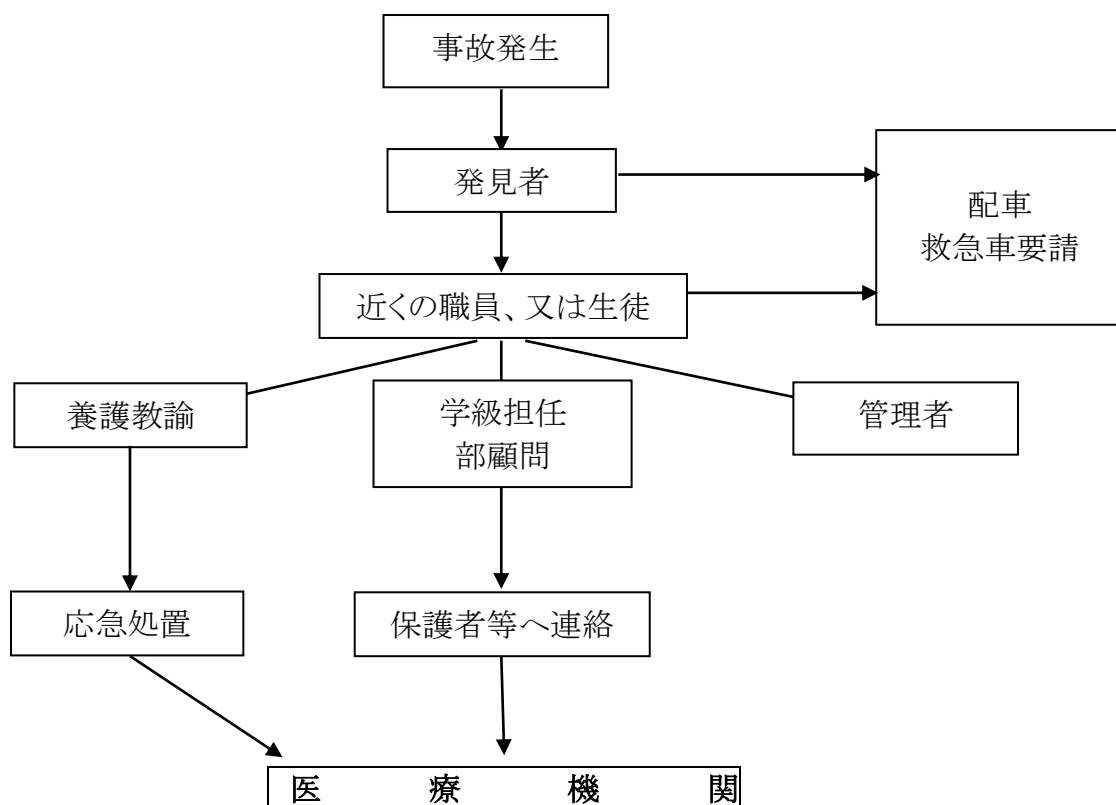 事故発生
発見者
配車
救急車要請
近くの職員、又は生徒
養護教諭
学級担任
部顧問
管理者
応急処置
保護者等へ連絡
医療機関